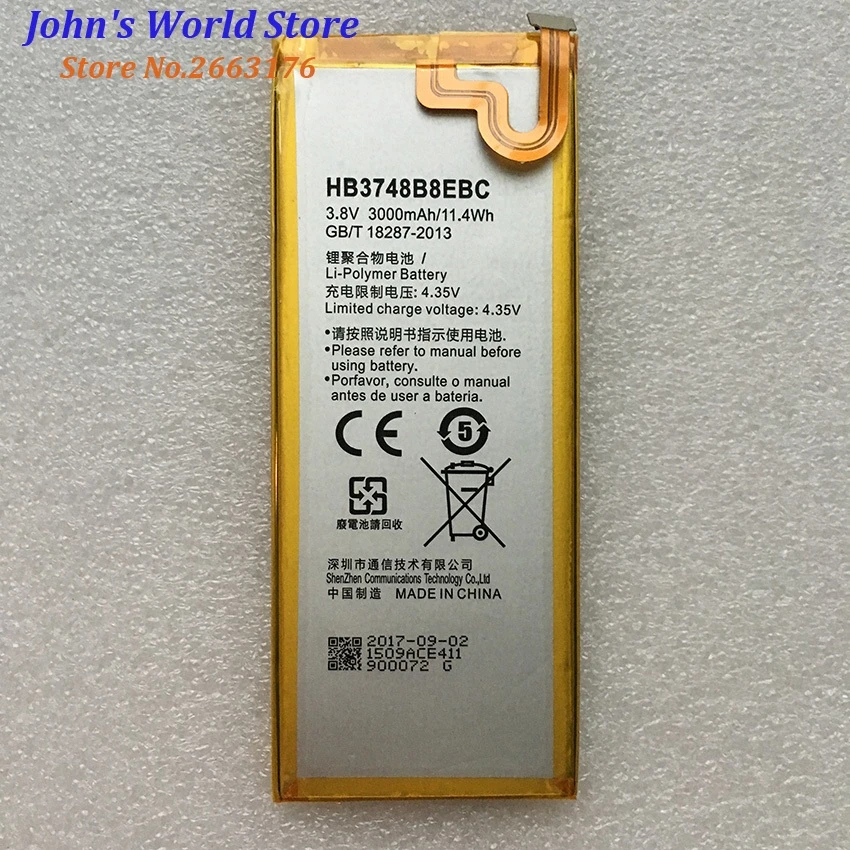 John's World Store
Store No.2663176
HB3748B8EBC
3.8V 3000mAh/11.4Wh
GB/T 18287-2013
锂聚合物电池 /
Li-Polymer Battery
充电限制电压: 4.35V
Limited charge voltage: 4.35V
•请按照说明书指示使用电池.
•Please refer to manual before
using battery.
•Porfavor, consulte o manual
antes de user a bateria.
CE
5
廢電池請回收
深圳市通信技术有限公司
ShenZhen Communications Technology Co.,Ltd
中国制造 MADE IN CHINA
2017-09-02
1509ACE411
900072 G